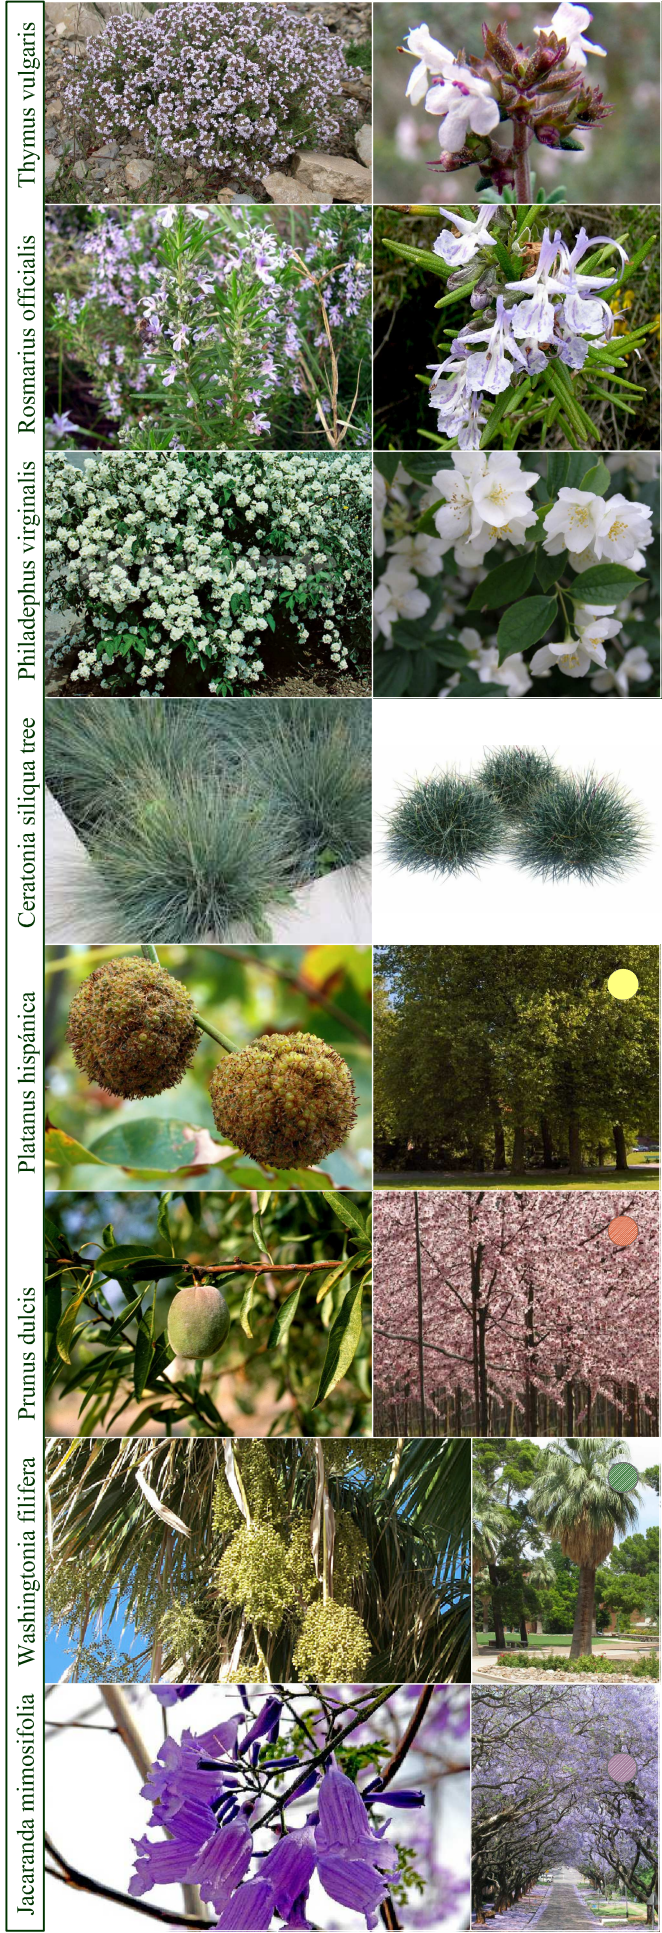 Thymus vulgaris
Rosmarius officialis
Philadephus virginalis
Ceratonia siliqua tree
Platanus hispánica
Prunus dulcis
Washingtonia filifera
Jacaranda mimosifolia